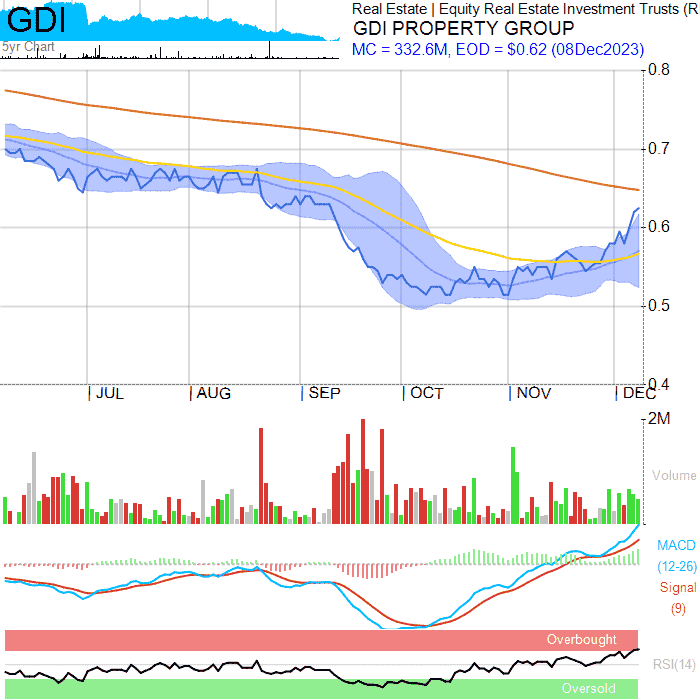 GDI
5yr Chart
Real Estate | Equity Real Estate Investment Trusts (R
GDI PROPERTY GROUP
MC = 332.6M, EOD = $0.62 (08Dec2023)
0.8
0.7
0.6
0.5
0.4
JUL AUG SEP OCT NOV DEC
2M
Volume
MACD
(12-26)
Signal
(9)
Overbought
RSI(14)
Oversold